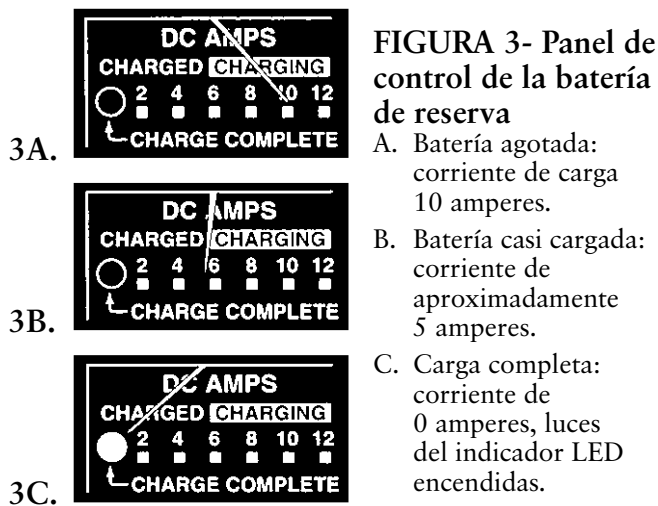 DC AMPS
CHARGED CHARGING
2 4 6 8 10 12
CHARGE COMPLETE
3A.
DC AMPS
CHARGED CHARGING
2 4 6 8 10 12
CHARGE COMPLETE
3B.
DC AMPS
CHARGED CHARGING
2 4 6 8 10 12
CHARGE COMPLETE
3C.
FIGURA 3- Panel de
control de la batería
de reserva
A. Batería agotada:
corriente de carga
10 amperes.
B. Batería casi cargada:
corriente de
aproximadamente
5 amperes.
C. Carga completa:
corriente de
0 amperes, luces
del indicador LED
encendidas.